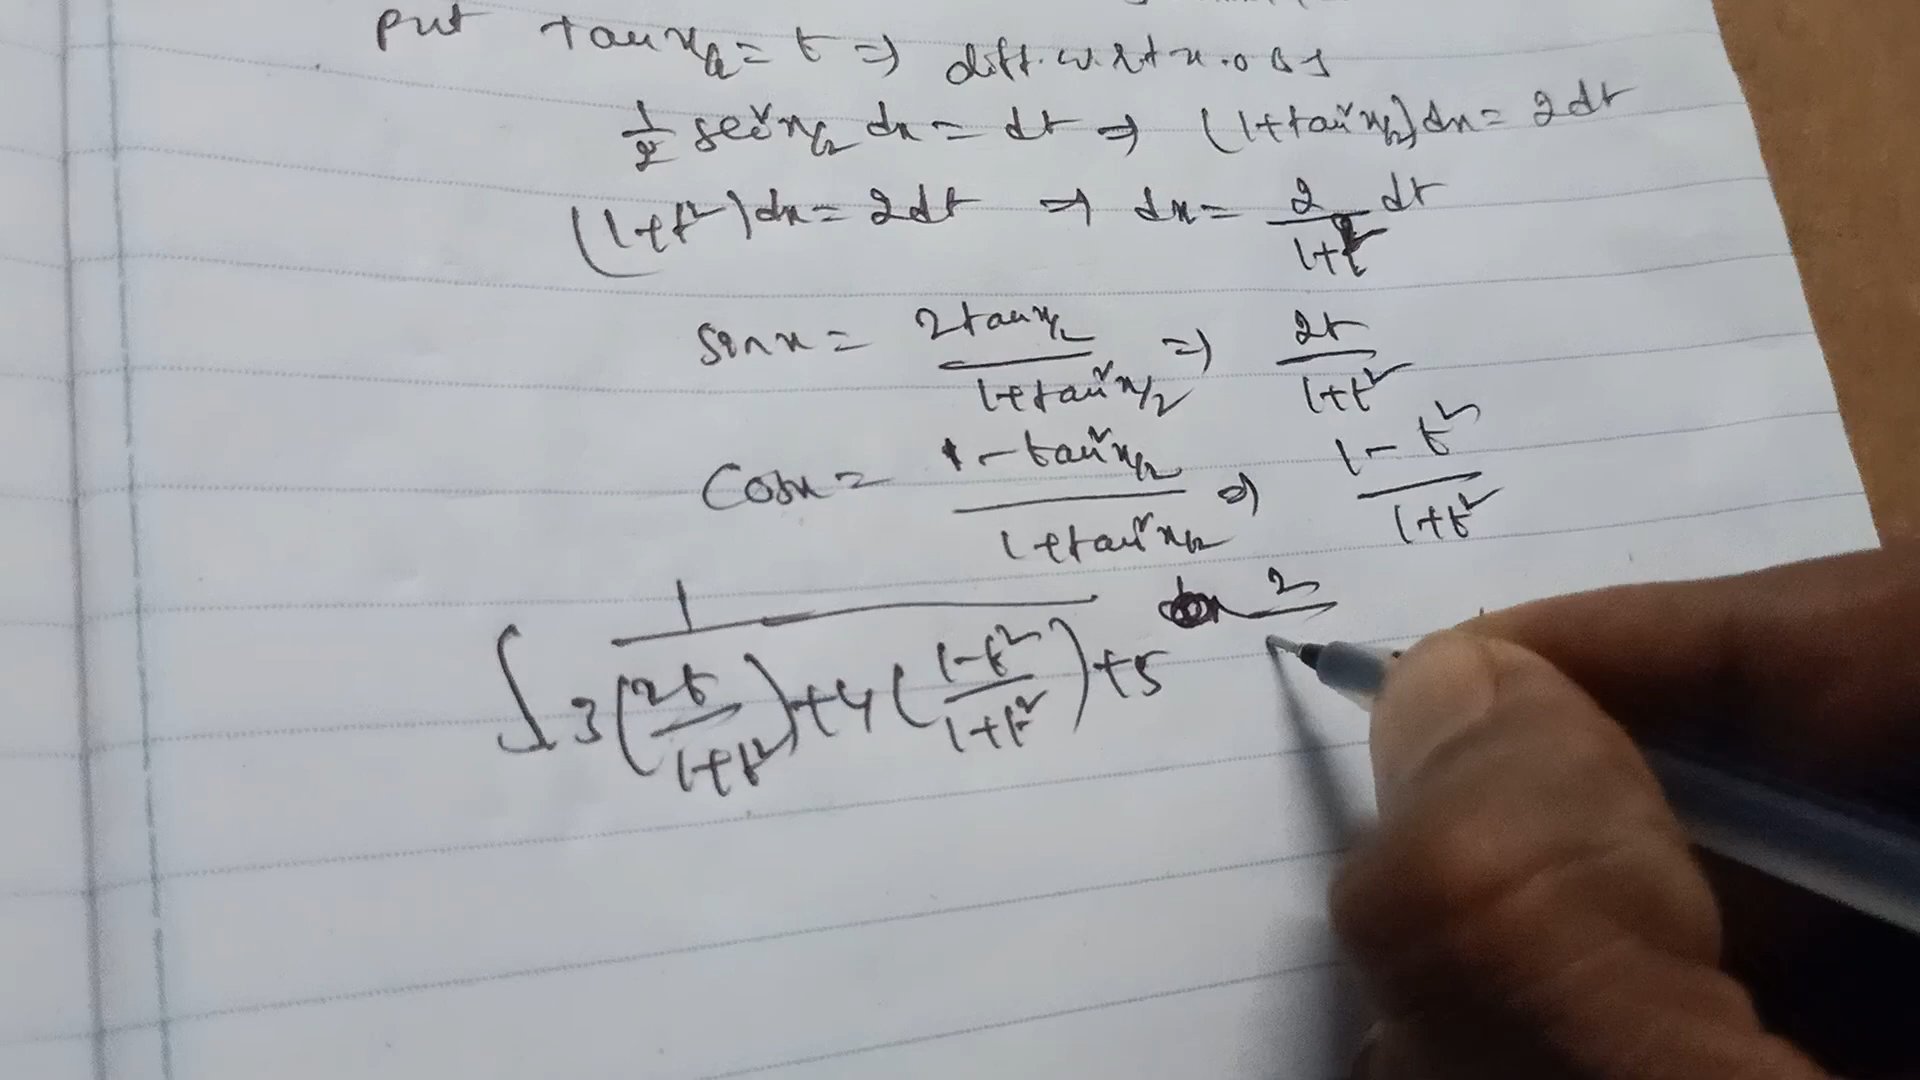 put tan x/2 = t ⇒ diff. w.r.t x. o b s
1/2 sec² x/2 dx = dt ⇒ (1+tan² x/2) dx = 2 dt
(1+t²) dx = 2dt ⇒ dx = 2/(1+t²) dt
Sin x = 2tan x/2 / (1+tan² x/2) ⇒ 2t/(1+t²)
Cos x = (1 - tan² x/2) / (1+tan² x/2) ⇒ (1 - t²)/(1+t²)
∫ 1 / (3(2t/(1+t²)) + 4((1-t²)/(1+t²)) + 5) 2/